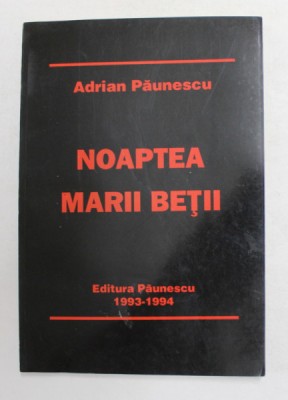 Adrian Păunescu
NOAPTEA
MARII BEŢII
Editura Păunescu
1993-1994